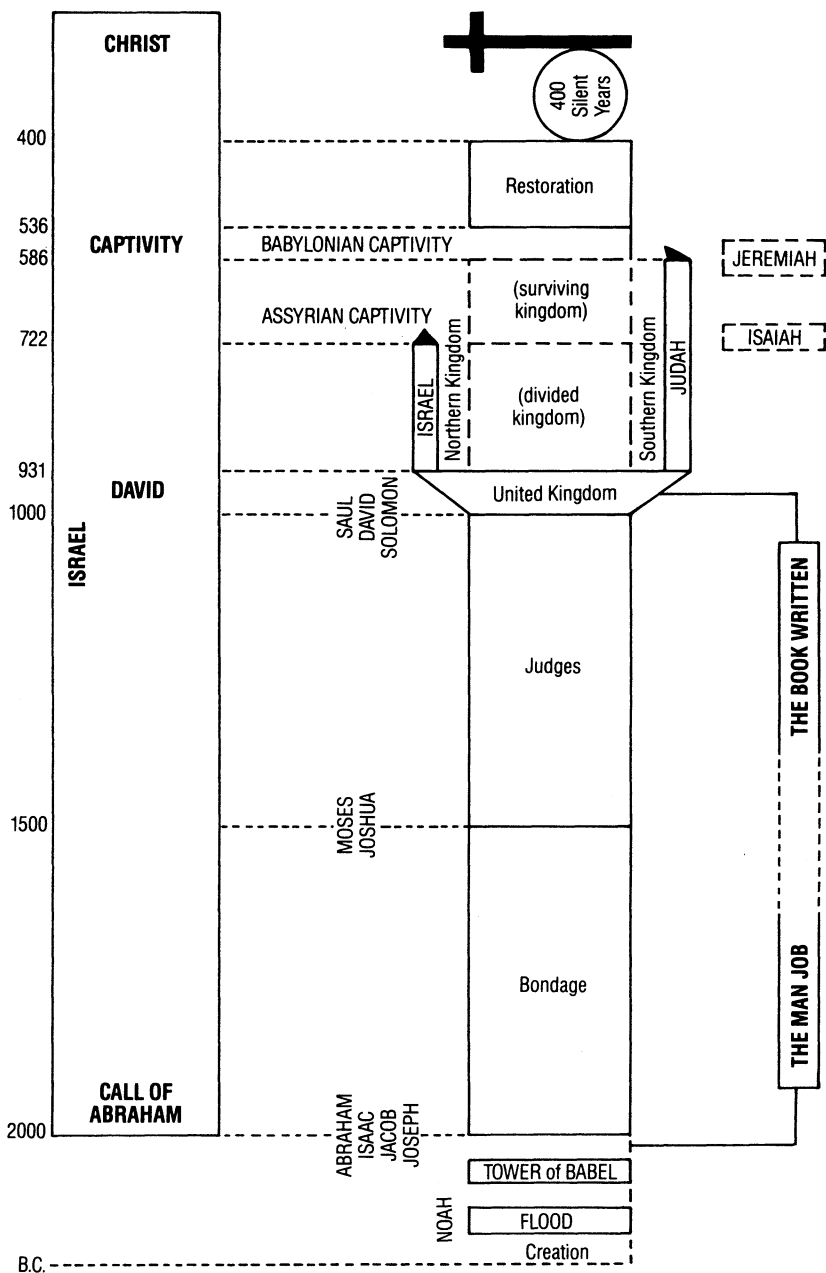 CHRIST
400
Silent
Years
400
Restoration
536
CAPTIVITY
BABYLONIAN CAPTIVITY
586
JEREMIAH
(surviving
kingdom)
ASSYRIAN CAPTIVITY
722
ISAIAH
ISRAEL
Northern Kingdom
(divided
kingdom)
Southern Kingdom
JUDAH
931
DAVID
United Kingdom
1000
SAUL
DAVID
SOLOMON
ISRAEL
Judges
THE BOOK WRITTEN
1500
MOSES
JOSHUA
Bondage
THE MAN JOB
CALL OF
ABRAHAM
2000
ABRAHAM
ISAAC
JACOB
JOSEPH
TOWER of BABEL
NOAH
FLOOD
Creation
B.C.